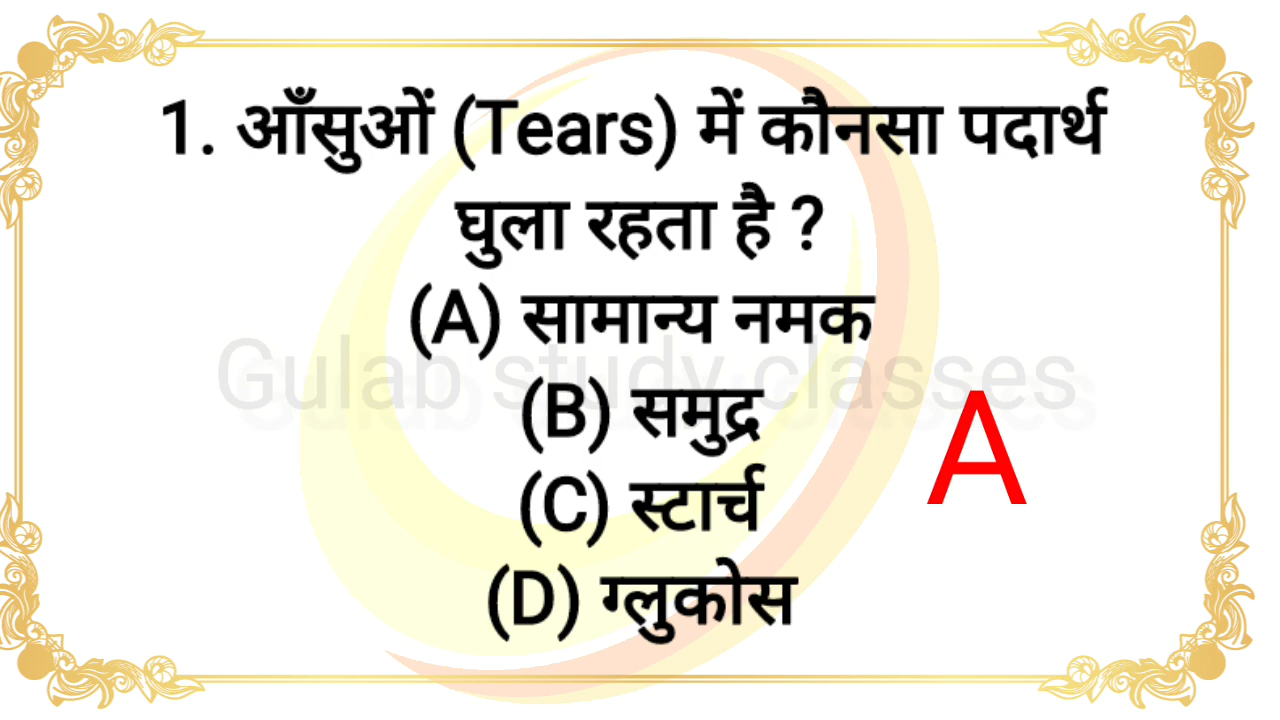 1. आँसुओं (Tears) में कौनसा पदार्थ
घुला रहता है ?
(A) सामान्य नमक
Gulab study classes
(B) समुद्र
A
(C) स्टार्च
(D) ग्लुकोस